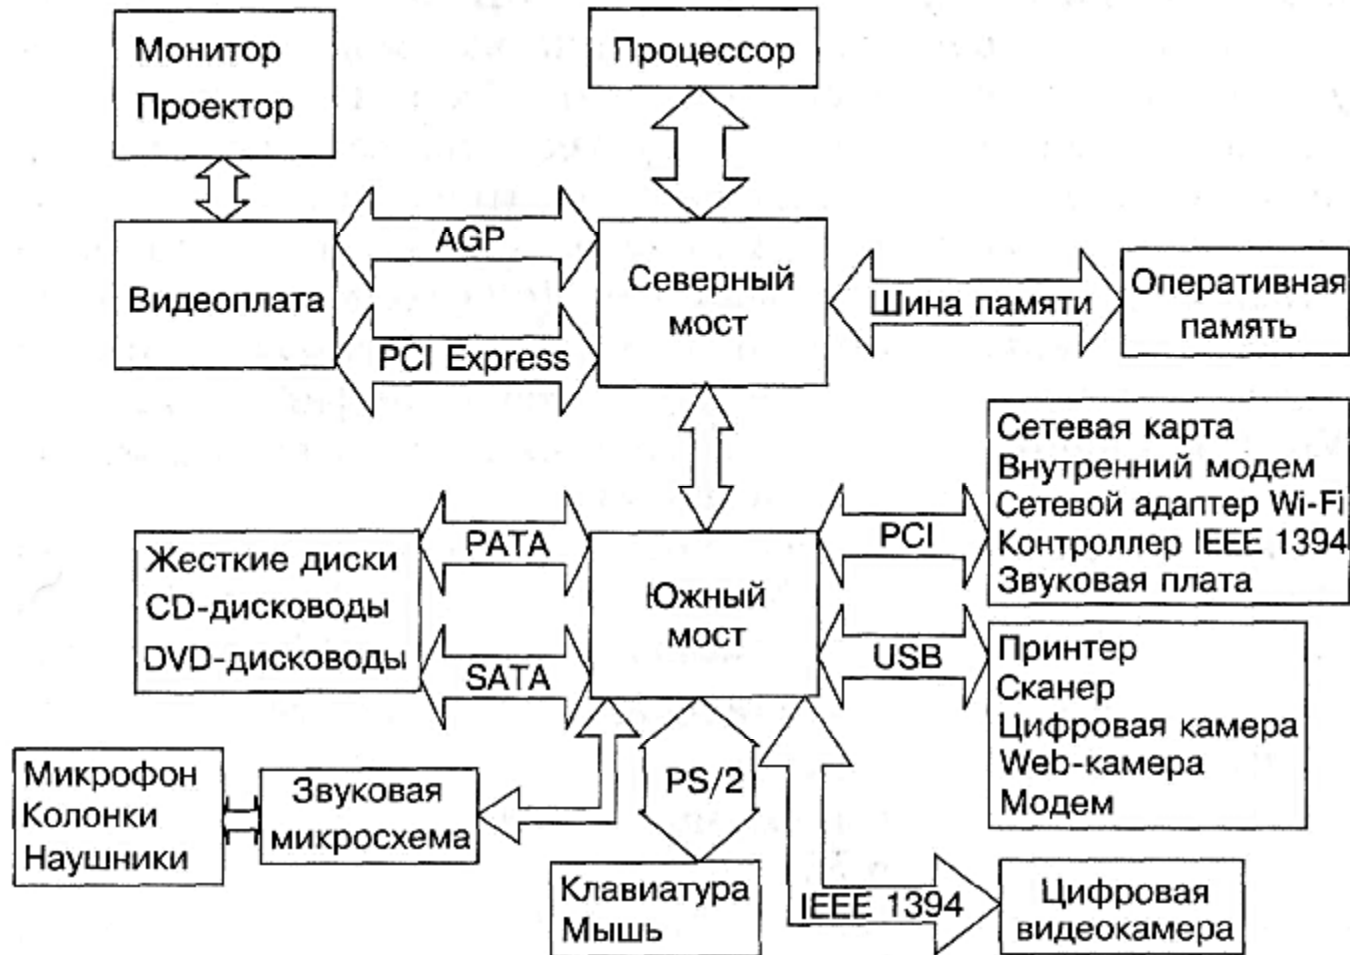 Монитор
Проектор
Процессор
Видеоплата
AGP
PCI Express
Северный
мост
Шина памяти
Оперативная
память
Сетевая карта
Внутренний модем
Сетевой адаптер Wi-Fi
Контроллер IEEE 1394
Звуковая плата
PCI
Жесткие диски
CD-дисководы
DVD-дисководы
PATA
SATA
Южный
мост
USB
Принтер
Сканер
Цифровая камера
Web-камера
Модем
Микрофон
Колонки
Наушники
Звуковая
микросхема
PS/2
Клавиатура
Мышь
IEEE 1394
Цифровая
видеокамера